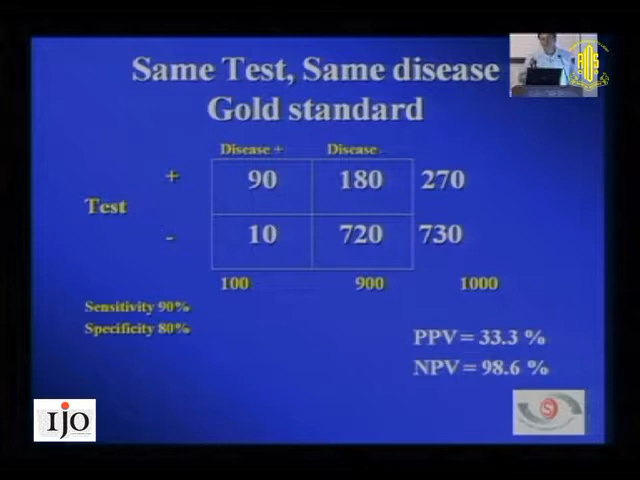 Same Test, Same disease
Gold standard
Disease + Disease -
+ 90 180 270
Test
- 10 720 730
100 900 1000
Sensitivity 90%
Specificity 80%
PPV = 33.3 %
NPV = 98.6 %
IJO